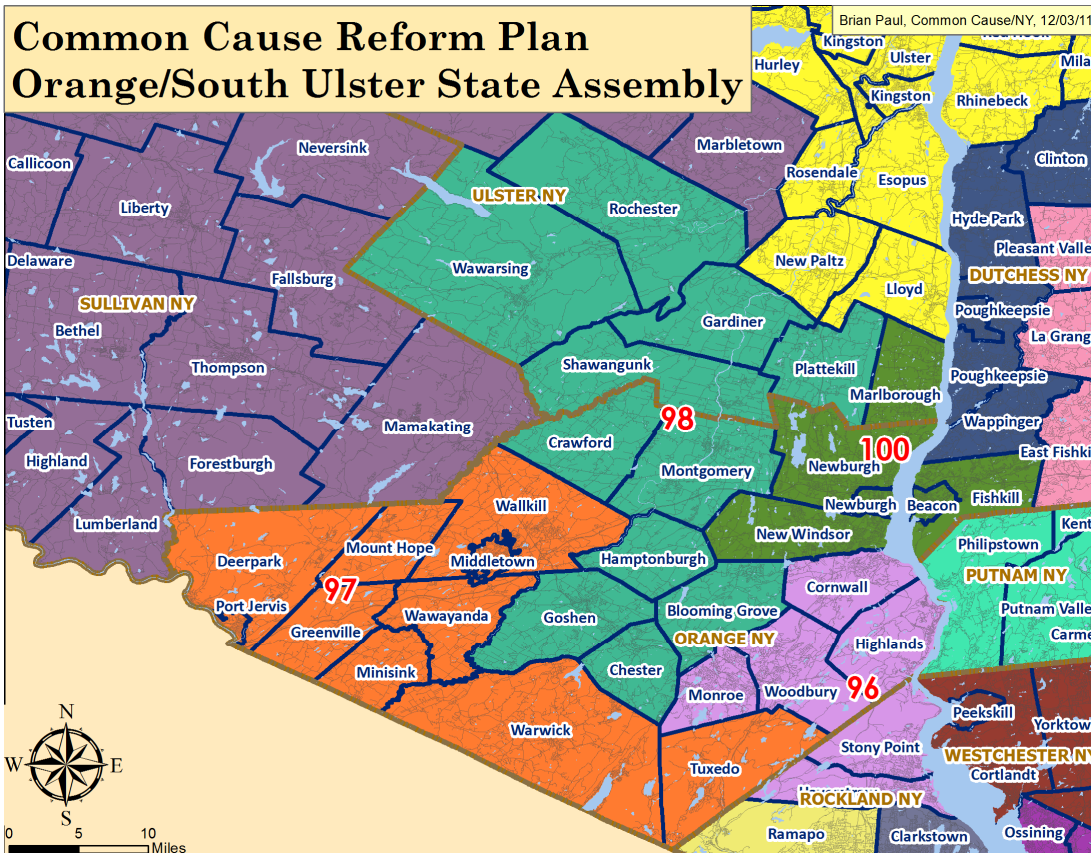 Common Cause Reform Plan
Orange/South Ulster State Assembly
Brian Paul, Common Cause/NY, 12/03/11
Kingston
Hurley
Ulster
Kingston
Rhinebeck
Callicoon
Neversink
Marbletown
Clinton
Rosendale
Esopus
Liberty
ULSTER NY
Rochester
Hyde Park
Pleasant Valle
Delaware
Wawarsing
New Paltz
DUTCHESS NY
Fallsburg
Lloyd
SULLIVAN NY
Poughkeepsie
Bethel
Gardiner
La Grang
Thompson
Shawangunk
Plattekill
Poughkeepsie
Marlborough
Tusten
Mamakating
98
Wappinger
Crawford
100
East Fishki
Highland
Forestburgh
Montgomery
Newburgh
Wallkill
Newburgh
Beacon
Fishkill
Lumberland
New Windsor
Kent
Mount Hope
Philipstown
Deerpark
Middletown
Hamptonburgh
PUTNAM NY
97
Cornwall
Port Jervis
Wawayanda
Goshen
Blooming Grove
Putnam Valle
Greenville
ORANGE NY
Carme
Highlands
Minisink
Chester
Monroe
Woodbury
96
Peekskill
N
Warwick
Yorktow
W
E
Stony Point
WESTCHESTER NY
Tuxedo
Cortlandt
ROCKLAND NY
S
Ramapo
Clarkstown
Ossining
0 5 10
Miles